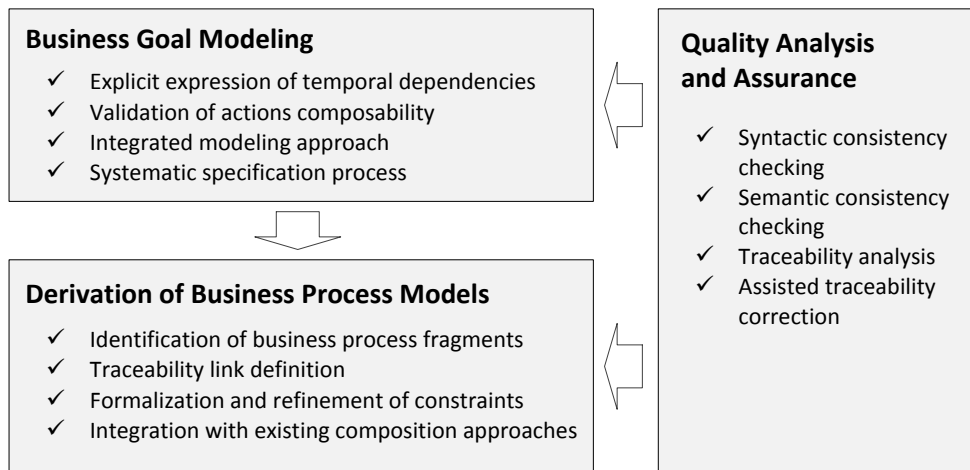 Business Goal Modeling
✓ Explicit expression of temporal dependencies
✓ Validation of actions composability
✓ Integrated modeling approach
✓ Systematic specification process
Derivation of Business Process Models
✓ Identification of business process fragments
✓ Traceability link definition
✓ Formalization and refinement of constraints
✓ Integration with existing composition approaches
Quality Analysis
and Assurance
✓ Syntactic consistency
checking
✓ Semantic consistency
checking
✓ Traceability analysis
✓ Assisted traceability
correction